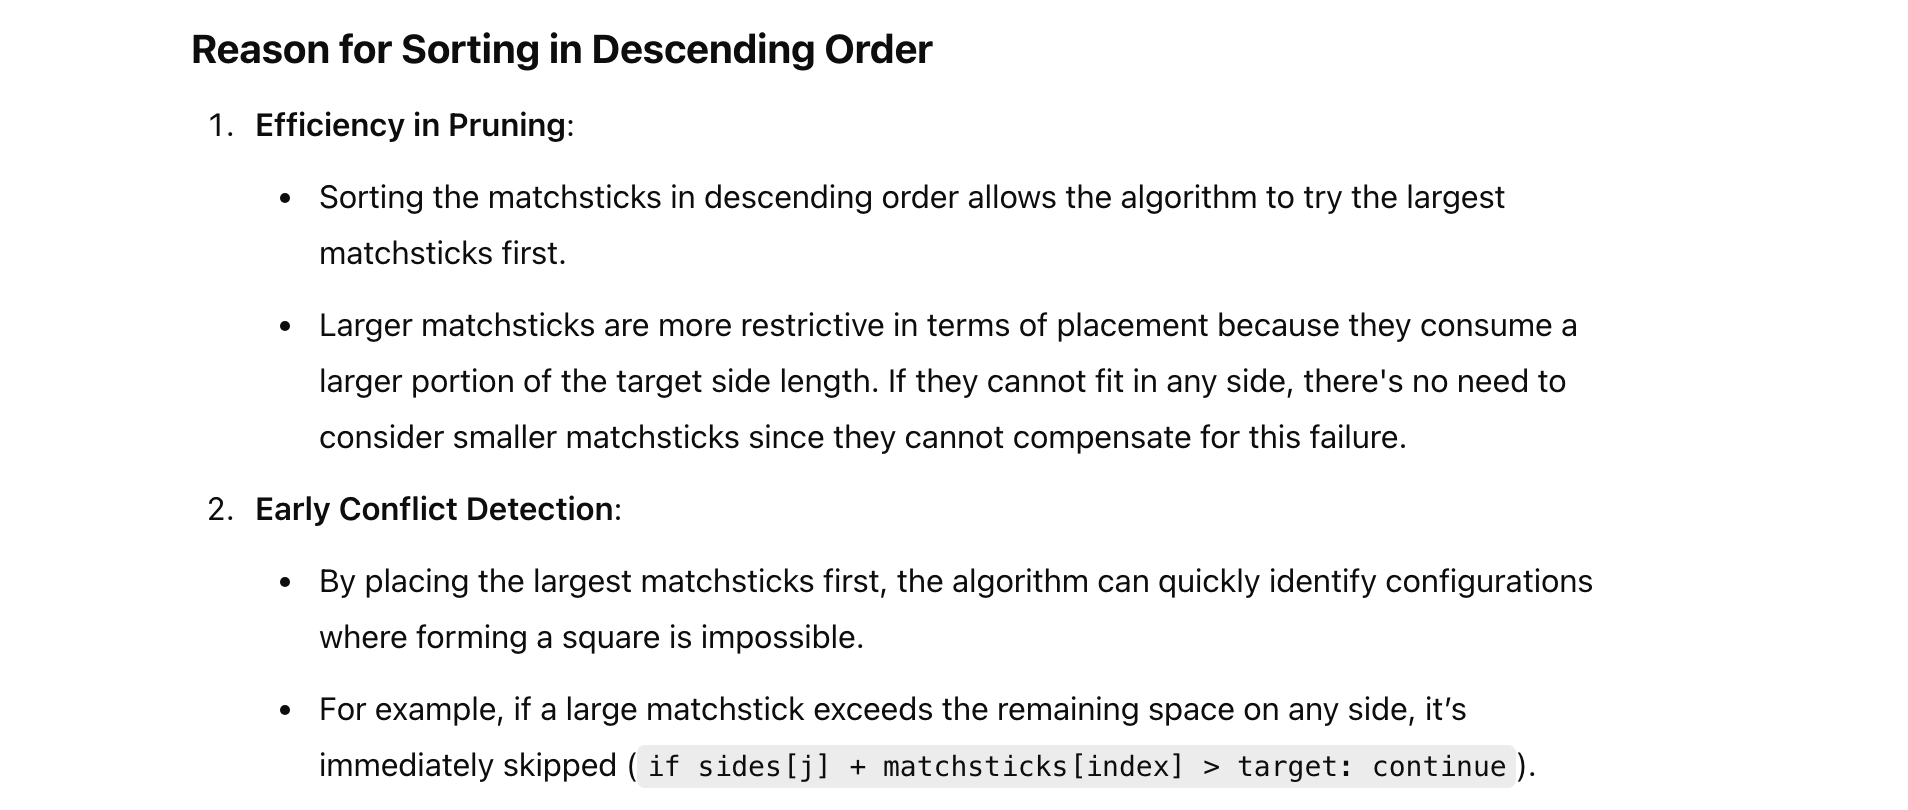 Reason for Sorting in Descending Order
1. Efficiency in Pruning:
• Sorting the matchsticks in descending order allows the algorithm to try the largest
matchsticks first.
• Larger matchsticks are more restrictive in terms of placement because they consume a
larger portion of the target side length. If they cannot fit in any side, there's no need to
consider smaller matchsticks since they cannot compensate for this failure.
2. Early Conflict Detection:
• By placing the largest matchsticks first, the algorithm can quickly identify configurations
where forming a square is impossible.
• For example, if a large matchstick exceeds the remaining space on any side, it’s
immediately skipped (if sides[j] + matchsticks[index] > target: continue).